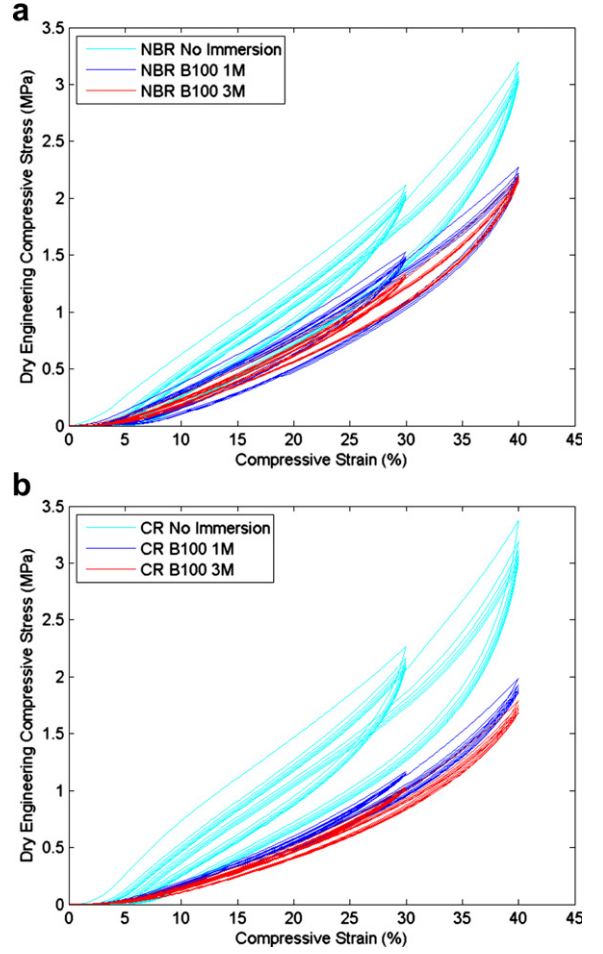 a
3.5
3
2.5
2
1.5
1
0.5
0
NBR No Immersion
NBR B100 1M
NBR B100 3M
Dry Engineering Compressive Stress (MPa)
0 5 10 15 20 25 30 35 40 45
Compressive Strain (%)
b
3.5
3
2.5
2
1.5
1
0.5
0
CR No Immersion
CR B100 1M
CR B100 3M
Dry Engineering Compressive Stress (MPa)
0 5 10 15 20 25 30 35 40 45
Compressive Strain (%)